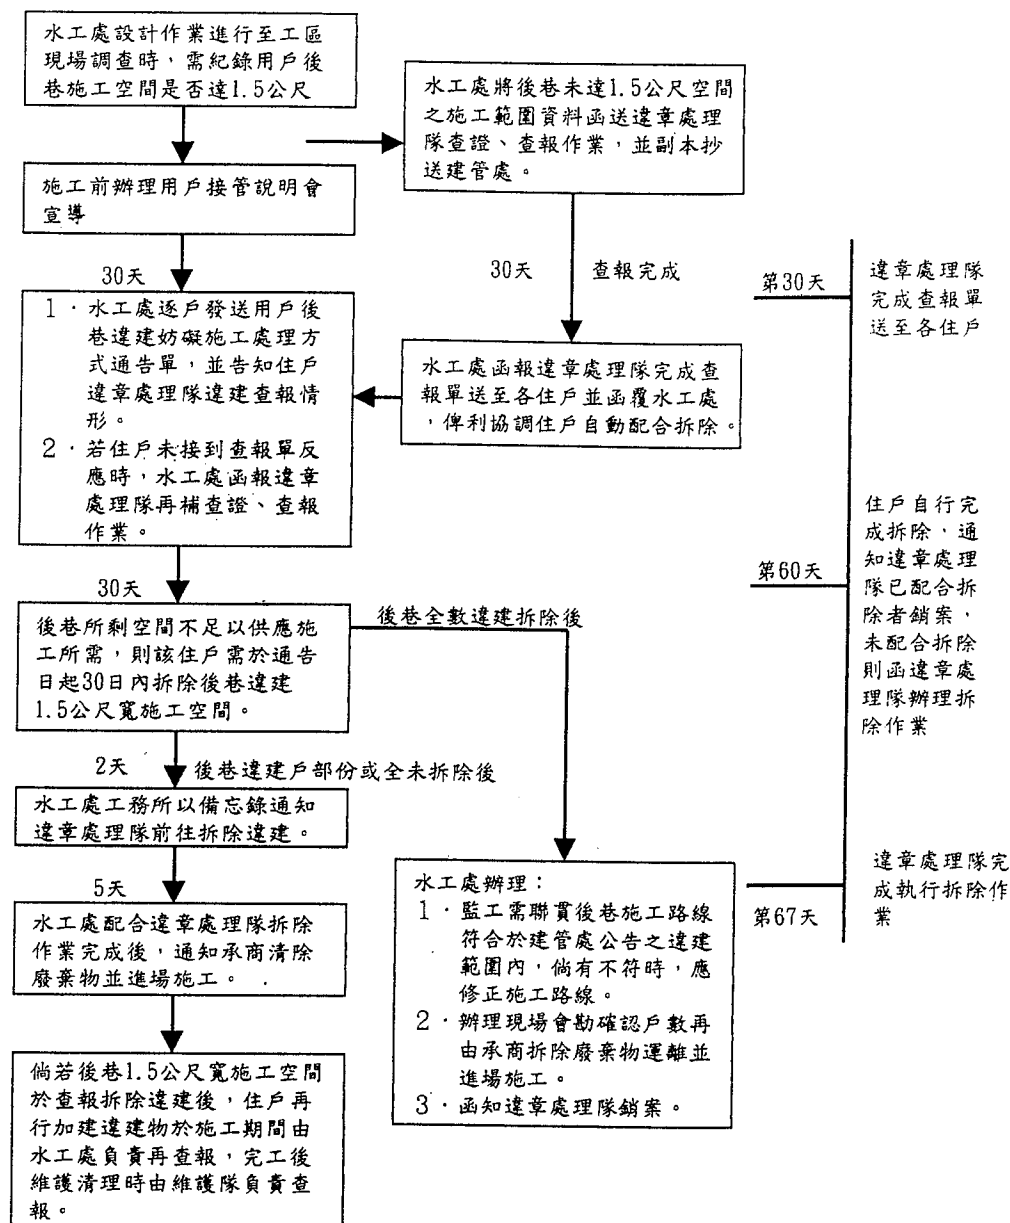 水工處設計作業進行至工區
現場調查時，需紀錄用戶後
巷施工空間是否達1.5公尺
水工處將後巷未達1.5公尺空間
之施工範圍資料函送違章處理
隊查證、查報作業，並副本抄
送建管處。
施工前辦理用戶接管說明會
宣導
30天
30天
查報完成
1．水工處逐戶發送用戶後
巷違建妨礙施工處理方
式通告單，並告知住戶
違章處理隊違建查報情
形。
2．若住戶未接到查報單反
應時，水工處函報違章
處理隊再補查證、查報
作業。
水工處函報違章處理隊完成查
報單送至各住戶並函覆水工處
，俾利協調住戶自動配合拆除。
30天
後巷所剩空間不足以供應施
工所需，則該住戶需於通告
日起30日內拆除後巷違建
1.5公尺寬施工空間。
後巷全數違建拆除後
2天
後巷違建戶部份或全未拆除後
水工處工務所以備忘錄通知
違章處理隊前往拆除違建。
5天
水工處配合違章處理隊拆除
作業完成後，通知承商清除
廢棄物並進場施工。
倘若後巷1.5公尺寬施工空間
於查報拆除違建後，住戶再
行加建違建物於施工期間由
水工處負責再查報，完工後
維護清理時由維護隊負責查
報。
水工處辦理：
1．監工需聯貫後巷施工路線
符合於建管處公告之違建
範圍內，倘有不符時，應
修正施工路線。
2．辦理現場會勘確認戶數再
由承商拆除廢棄物運離並
進場施工。
3．函知違章處理隊銷案。
第30天
違章處理隊
完成查報單
送至各住戶
第60天
住戶自行完
成拆除，通
知違章處理
隊已配合拆
除者銷案，
未配合拆除
則函違章處
理隊辦理拆
除作業
第67天
違章處理隊完
成執行拆除作
業